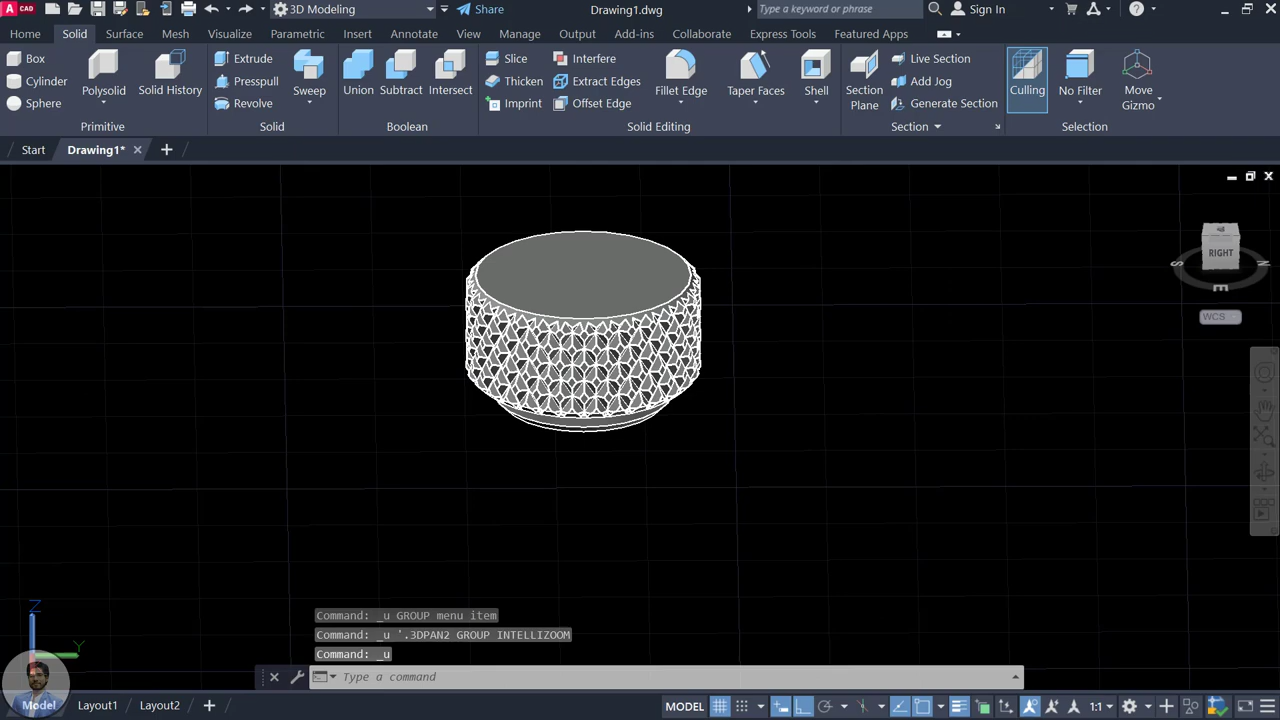 CAD
3D Modeling
Share
Drawing1.dwg
Type a keyword or phrase
Sign In
Home
Solid
Surface
Mesh
Visualize
Parametric
Insert
Annotate
View
Manage
Output
Add-ins
Collaborate
Express Tools
Featured Apps
Box
Cylinder
Sphere
Polysolid
Solid History
Primitive
Extrude
Presspull
Revolve
Sweep
Solid
Union
Subtract
Intersect
Boolean
Slice
Thicken
Imprint
Interfere
Extract Edges
Offset Edge
Fillet Edge
Taper Faces
Shell
Solid Editing
Section
Plane
Live Section
Add Jog
Generate Section
Section
Culling
No Filter
Move
Gizmo
Selection
Start
Drawing1*
RIGHT
S
N
E
WCS
Z
Y
Command: _u GROUP menu item
Command: _u '.3DPAN2 GROUP INTELLIZOOM
Command: _u
Type a command
Model
Layout1
Layout2
MODEL
1:1